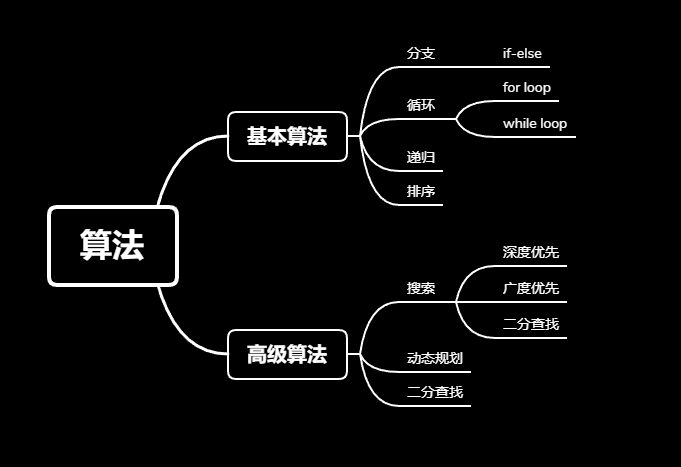 算法
基本算法
分支
if-else
循环
for loop
while loop
递归
排序
高级算法
搜索
深度优先
广度优先
二分查找
动态规划
二分查找